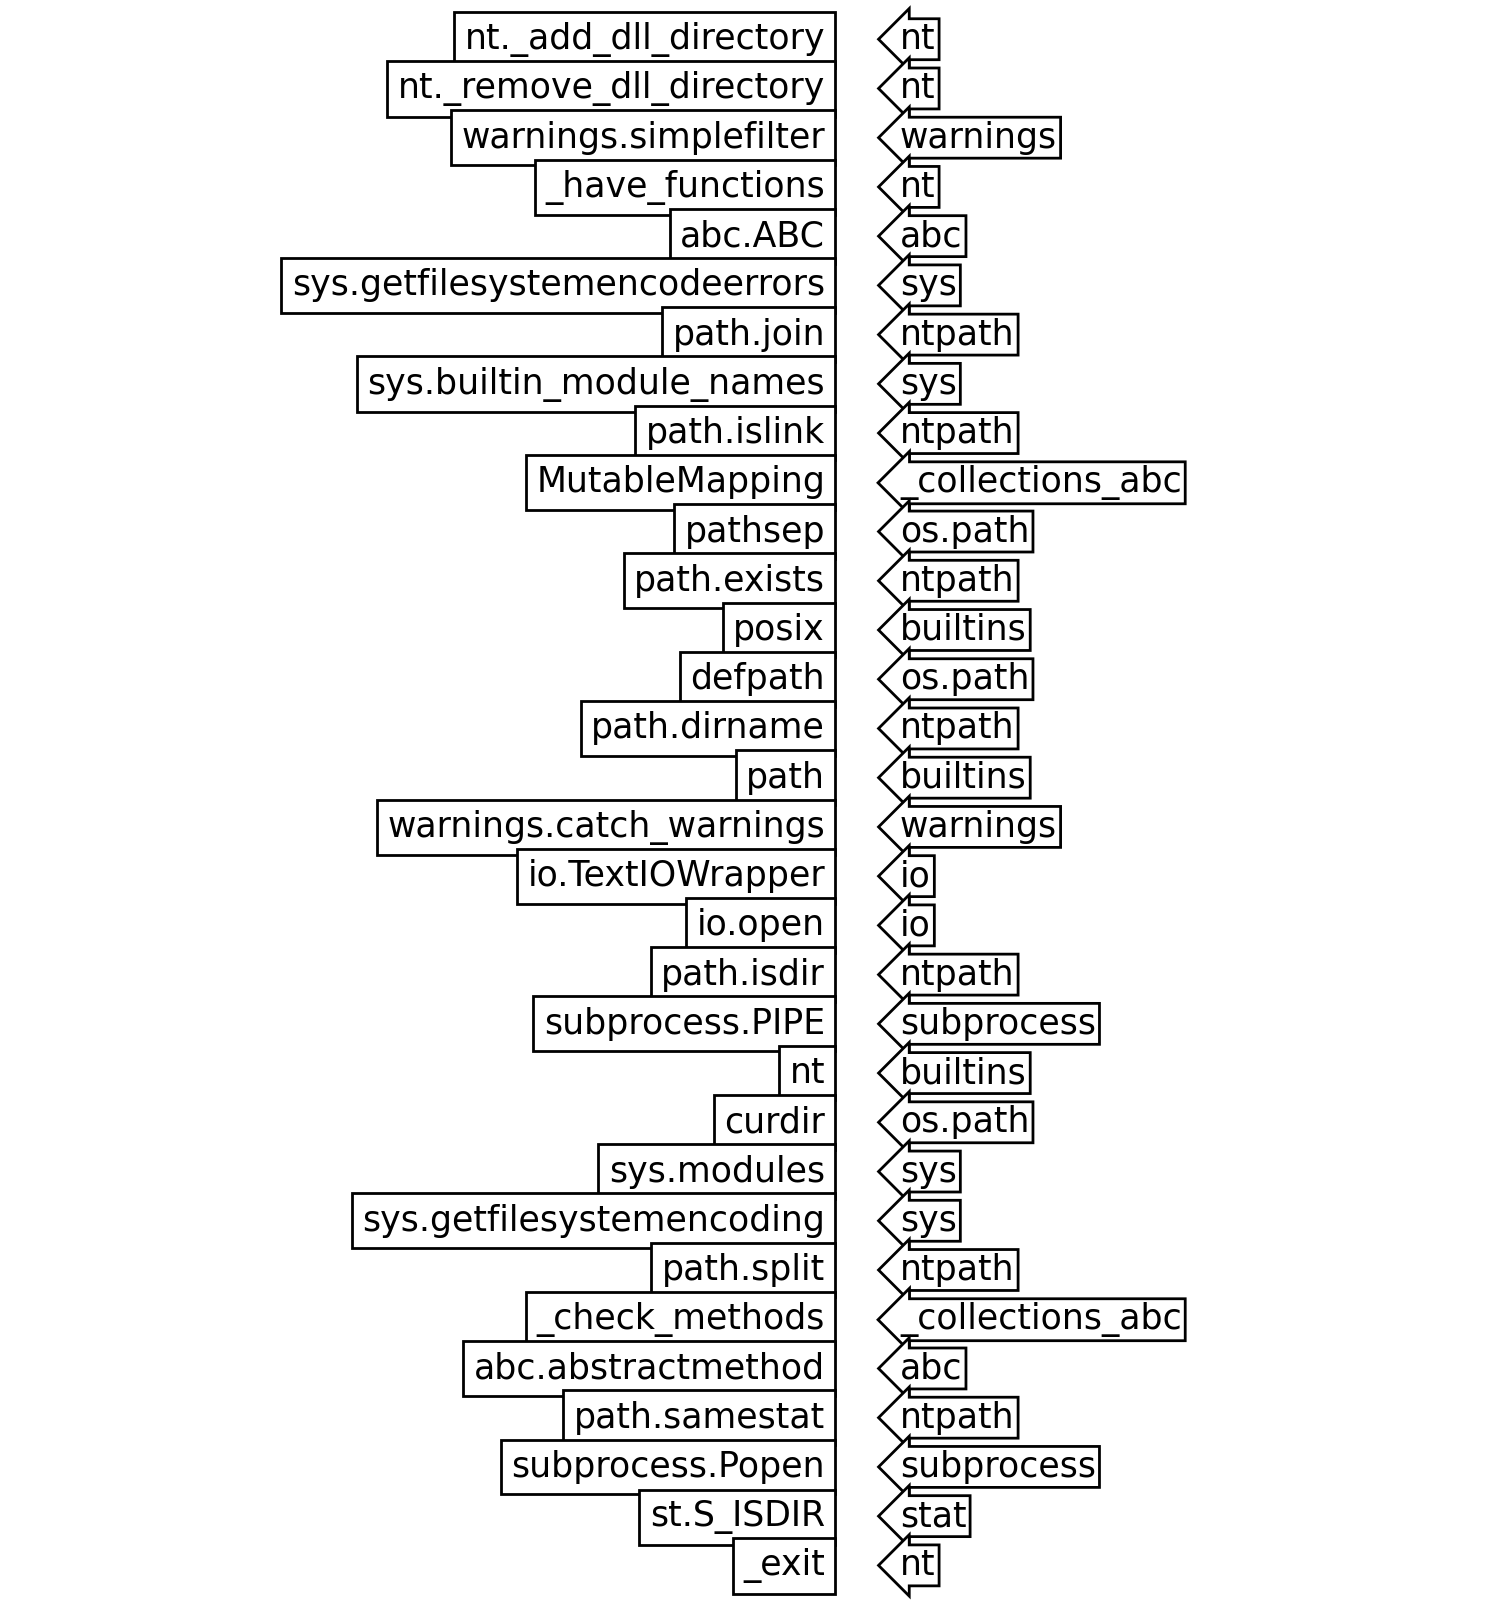 nt._add_dll_directory nt
nt._remove_dll_directory nt
warnings.simplefilter warnings
_have_functions nt
abc.ABC abc
sys.getfilesystemencodeerrors sys
path.join ntpath
sys.builtin_module_names sys
path.islink ntpath
MutableMapping _collections_abc
pathsep os.path
path.exists ntpath
posix builtins
defpath os.path
path.dirname ntpath
path builtins
warnings.catch_warnings warnings
io.TextIOWrapper io
io.open io
path.isdir ntpath
subprocess.PIPE subprocess
nt builtins
curdir os.path
sys.modules sys
sys.getfilesystemencoding sys
path.split ntpath
_check_methods _collections_abc
abc.abstractmethod abc
path.samestat ntpath
subprocess.Popen subprocess
st.S_ISDIR stat
_exit nt